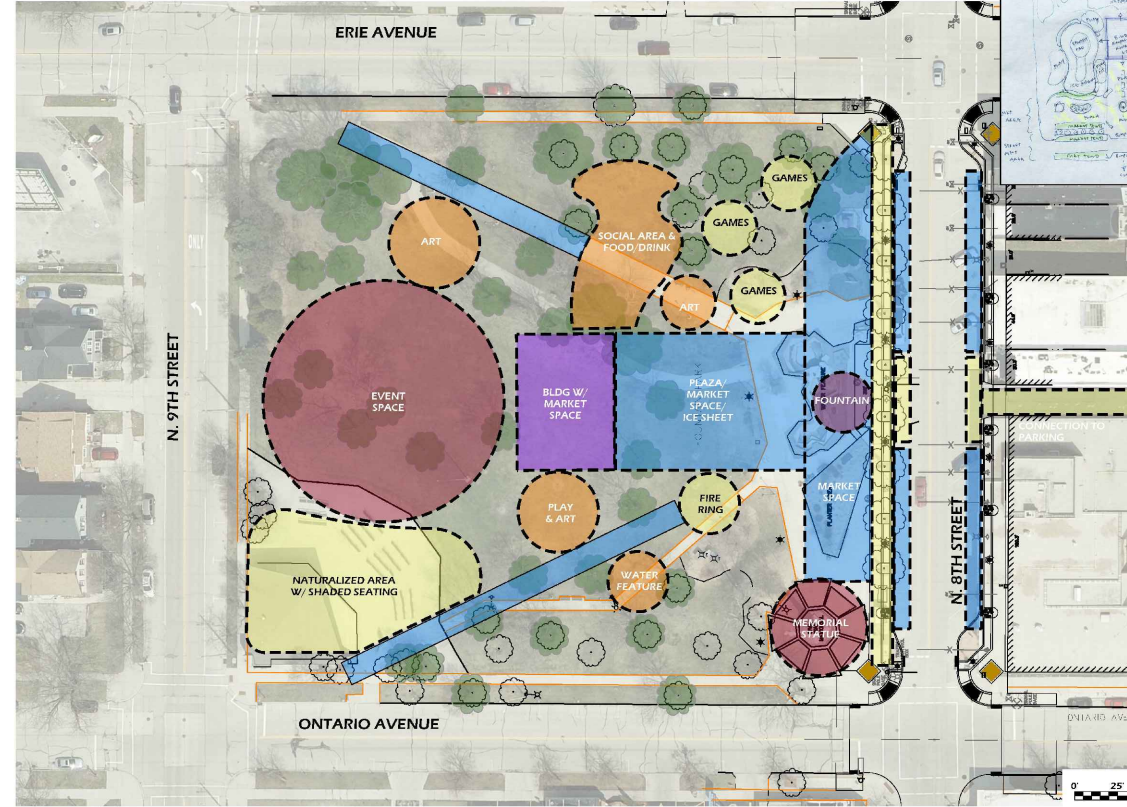 ERIE AVENUE
ONLY
N. 9TH STREET
GAMES
GAMES
ART
SOCIAL AREA &
FOOD/DRINK
GAMES
ART
EVENT
SPACE
BLDG W/
MARKET
SPACE
PLAZA/
MARKET
SPACE/
ICE SHEET
FOUNTAIN
CONNECTION TO
PARKING
MARKET
SPACE
FIRE
RING
PLAY
& ART
WATER
FEATURE
NATURALIZED AREA
W/ SHADED SEATING
MEMORIAL
STATUE
N. 8TH STREET
ONTARIO AVENUE
0' 25'